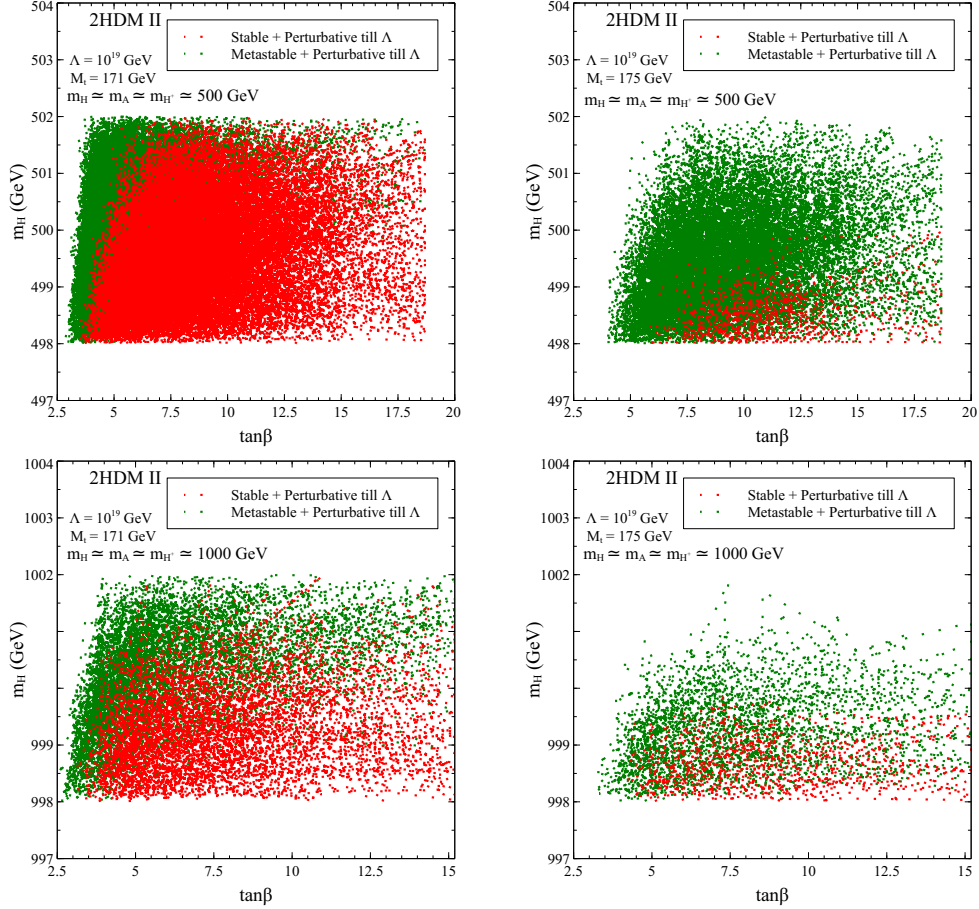 504
503
502
501
500
499
498
497
m_H (GeV)
2HDM II
Stable + Perturbative till Λ
Metastable + Perturbative till Λ
Λ = 10^19 GeV
M_t = 171 GeV
m_H ≃ m_A ≃ m_H+ ≃ 500 GeV
2.5 5 7.5 10 12.5 15 17.5 20
tanβ
504
503
502
501
500
499
498
497
m_H (GeV)
2HDM II
Stable + Perturbative till Λ
Metastable + Perturbative till Λ
Λ = 10^19 GeV
M_t = 175 GeV
m_H ≃ m_A ≃ m_H+ ≃ 500 GeV
2.5 5 7.5 10 12.5 15 17.5 20
tanβ
1004
1003
1002
999
998
997
m_H (GeV)
2HDM II
Stable + Perturbative till Λ
Metastable + Perturbative till Λ
Λ = 10^19 GeV
M_t = 171 GeV
m_H ≃ m_A ≃ m_H+ ≃ 1000 GeV
2.5 5 7.5 10 12.5 15
tanβ
1004
1003
1002
999
998
997
m_H (GeV)
2HDM II
Stable + Perturbative till Λ
Metastable + Perturbative till Λ
Λ = 10^19 GeV
M_t = 175 GeV
m_H ≃ m_A ≃ m_H+ ≃ 1000 GeV
2.5 5 7.5 10 12.5 15
tanβ